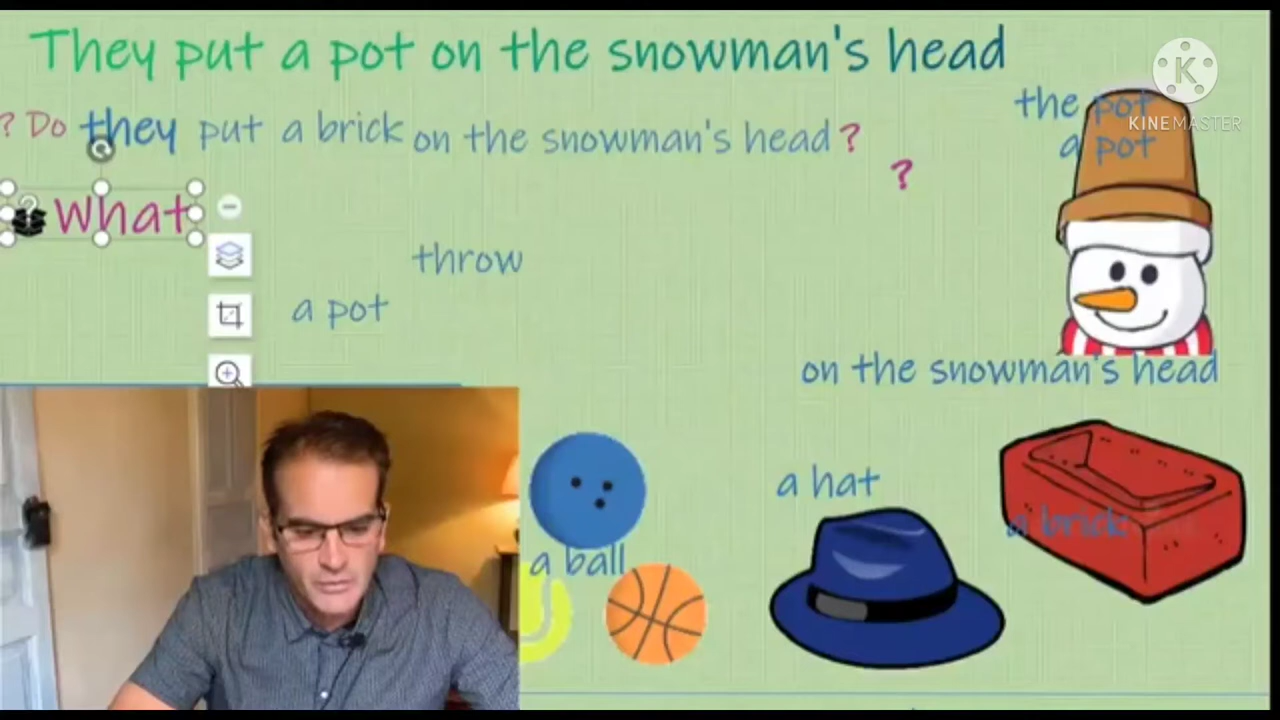 They put a pot on the snowman's head
? Do they put a brick on the snowman's head ?
?
the pot
a pot
KINEMASTER
What
throw
a pot
on the snowman's head
a hat
a brick
a ball